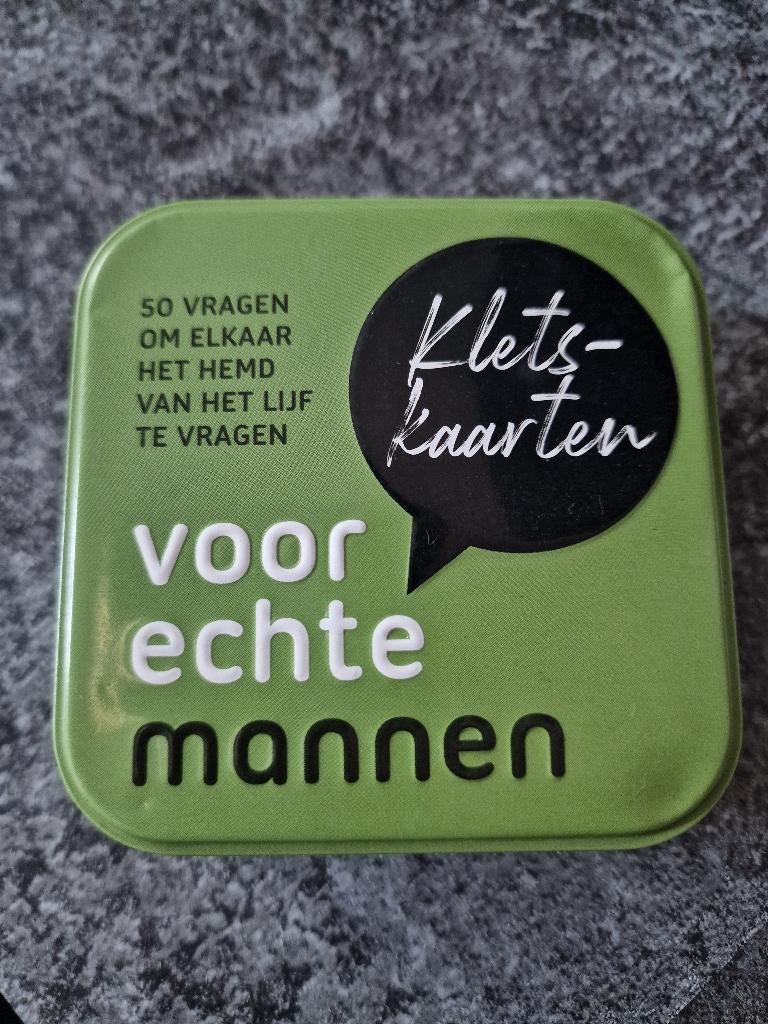 50 VRAGEN
OM ELKAAR
HET HEMD
VAN HET LIJF
TE VRAGEN
Klets-
kaarten
voor
echte
mannen